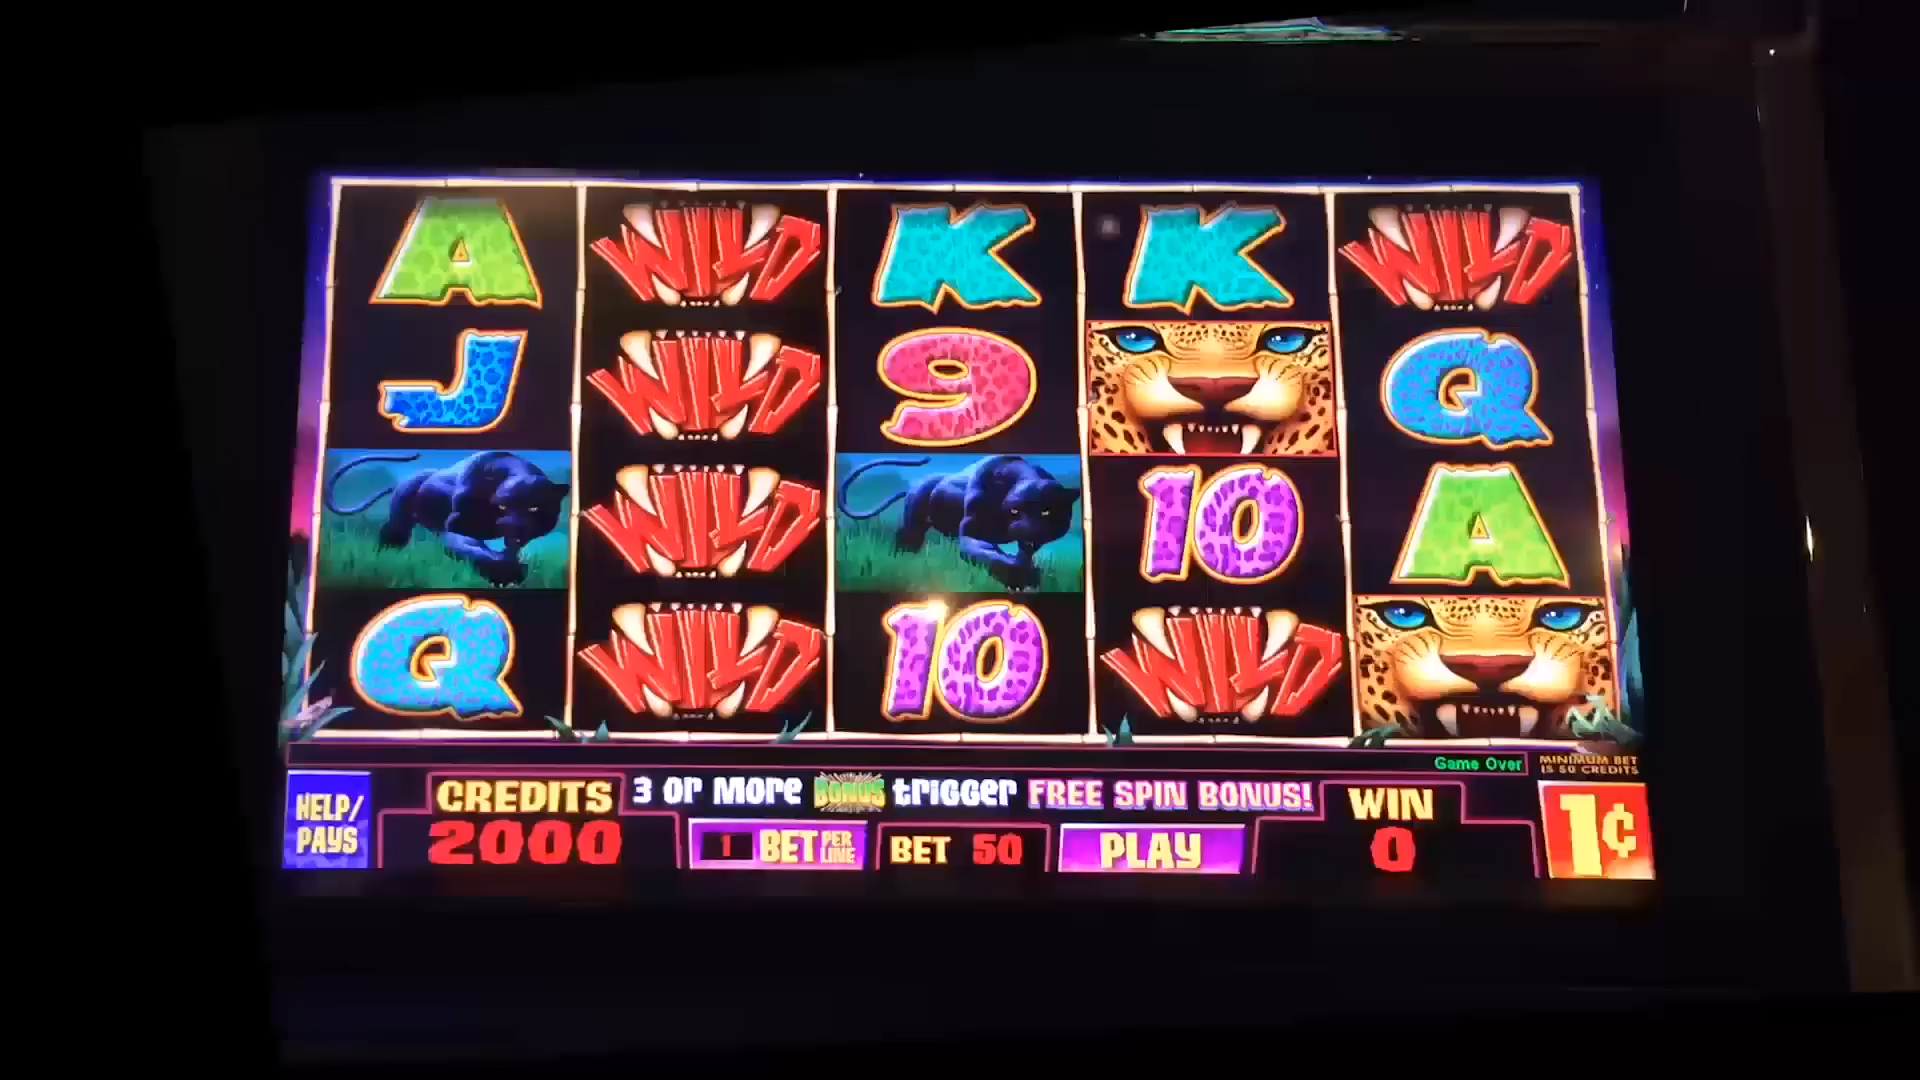 A WILD K K WILD
J WILD 9 Q
WILD 10 A
Q WILD 10 WILD
Game Over
MINIMUM BET
IS 50 CREDITS
HELP/
PAYS
CREDITS
2000
3 OR MORE BONUS TRIGGER FREE SPIN BONUS!
1 BET PER LINE
BET 50
PLAY
WIN
0
1¢